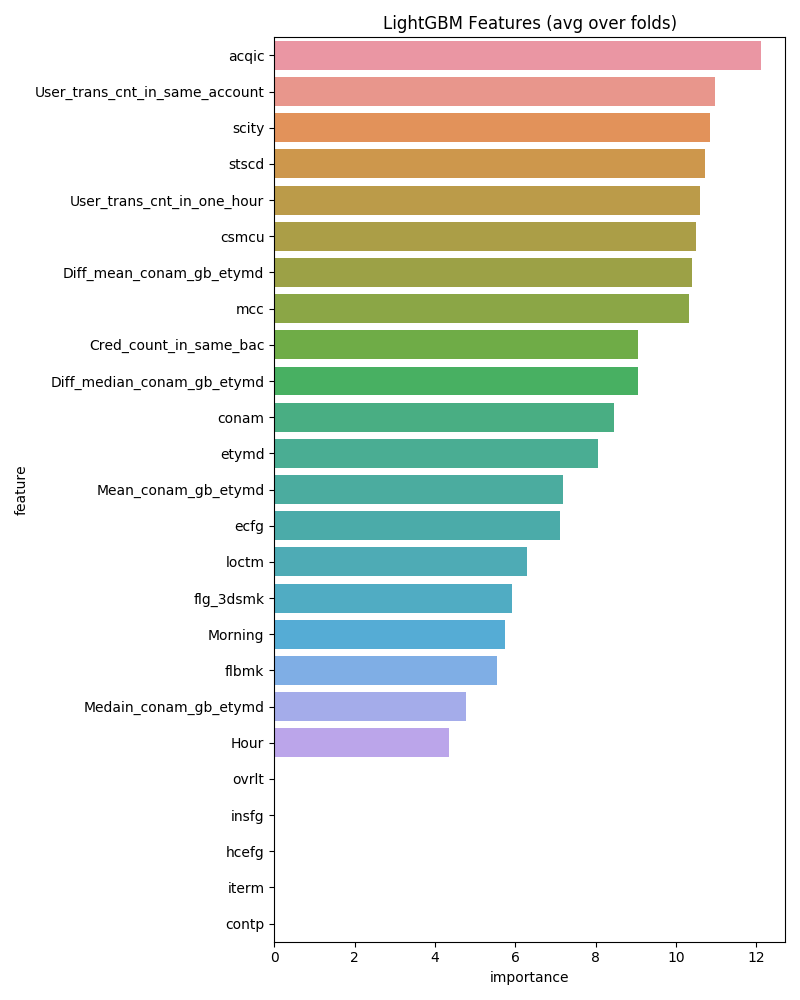 LightGBM Features (avg over folds)
acqic
User_trans_cnt_in_same_account
scity
stscd
User_trans_cnt_in_one_hour
csmcu
Diff_mean_conam_gb_etymd
mcc
Cred_count_in_same_bac
Diff_median_conam_gb_etymd
conam
etymd
Mean_conam_gb_etymd
ecfg
loctm
flg_3dsmk
Morning
flbmk
Medain_conam_gb_etymd
Hour
ovrlt
insfg
hcefg
iterm
contp
feature
0 2 4 6 8 10 12
importance